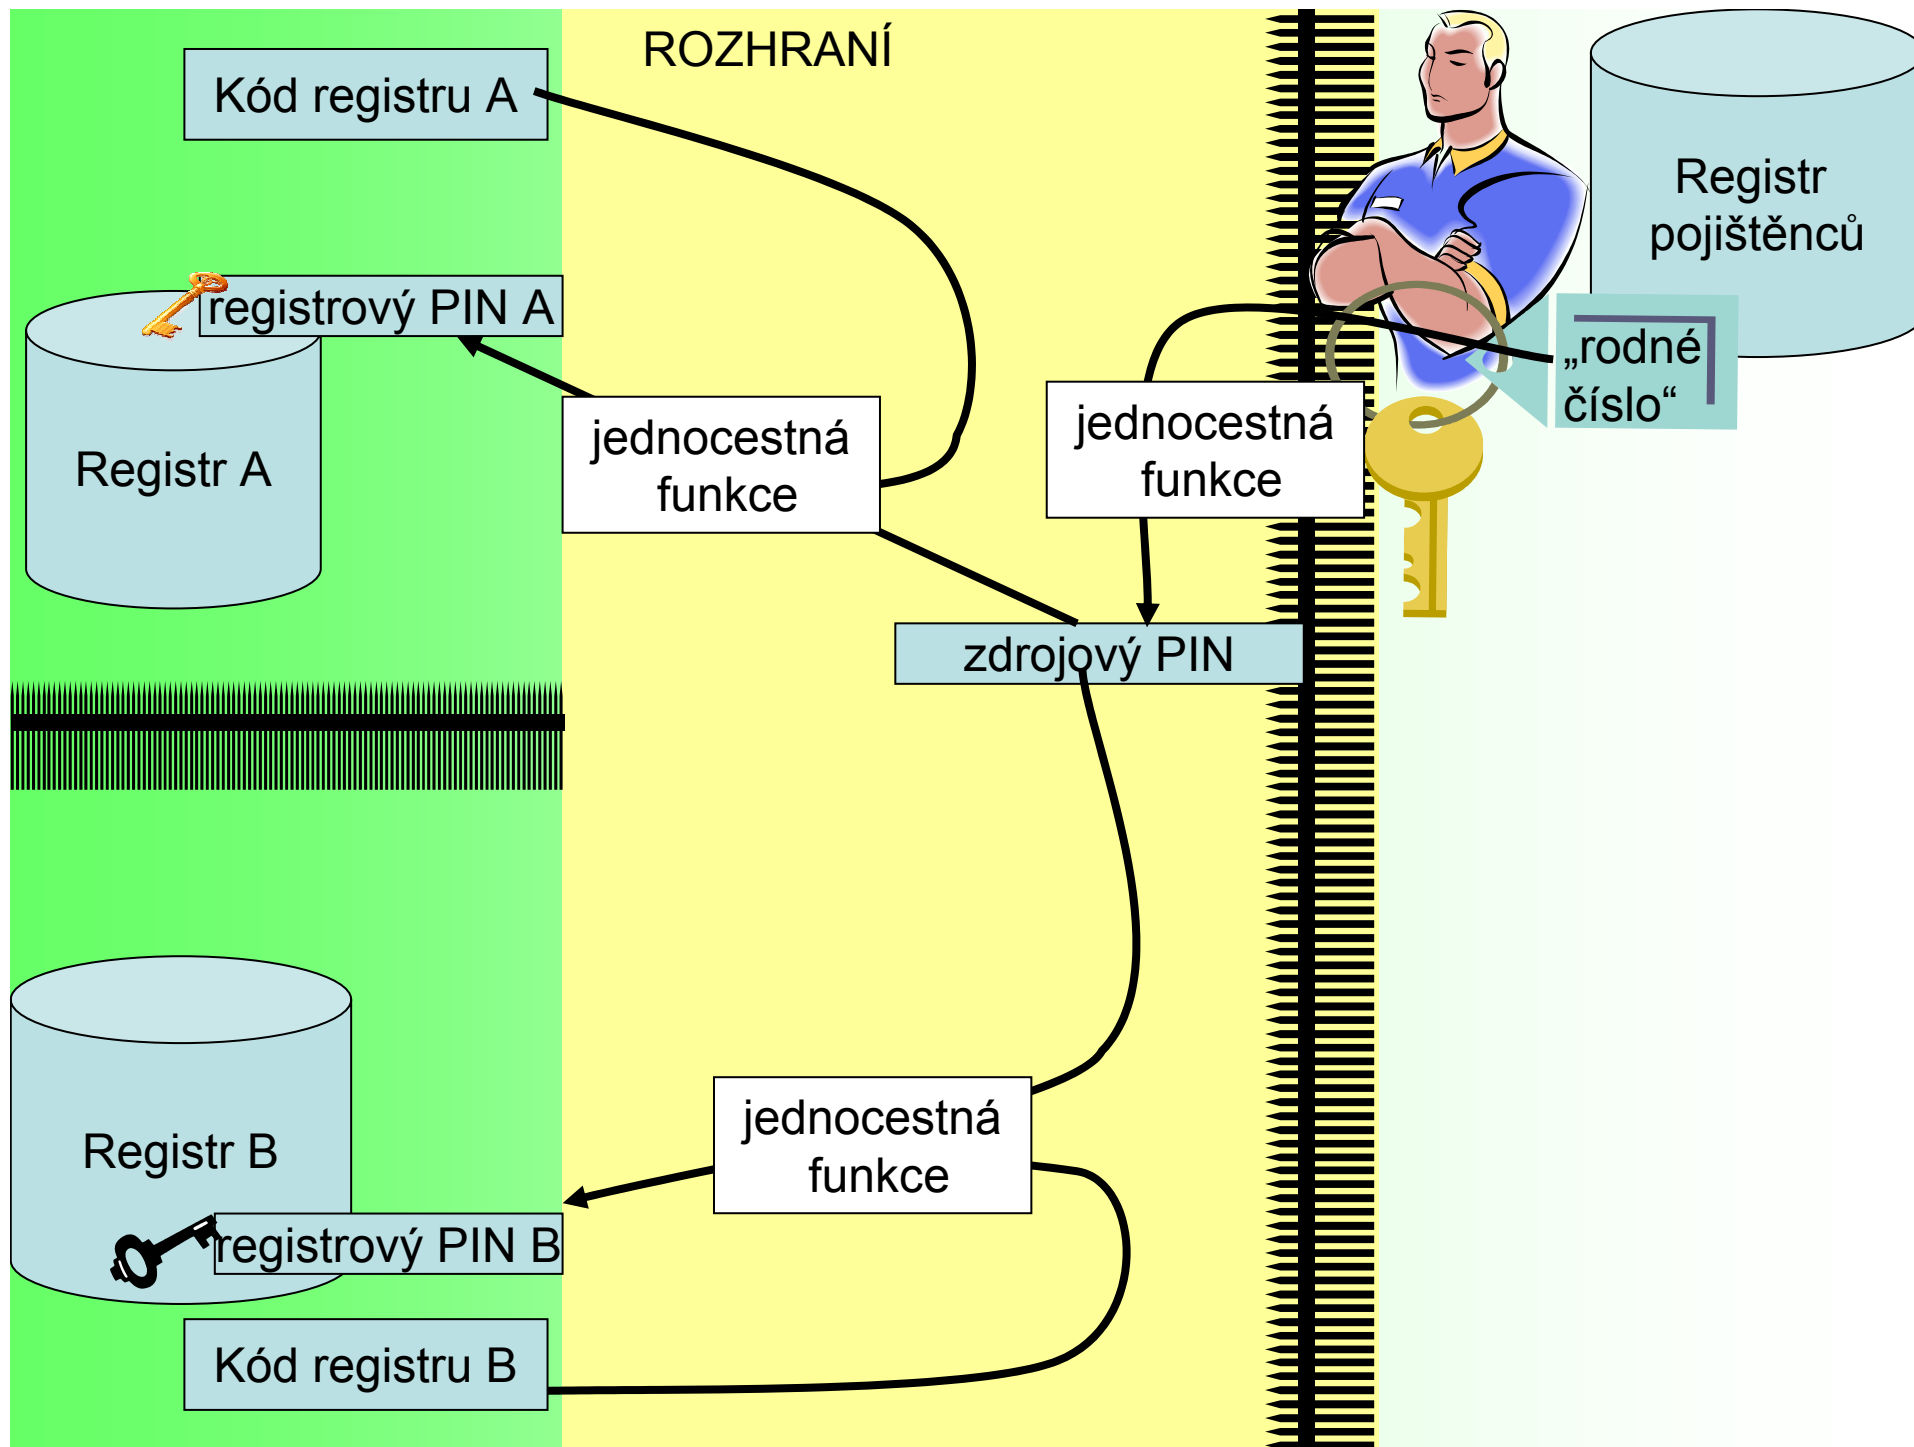 ROZHRANÍ
Kód registru A
Registr
pojištěnců
registrový PIN A
„rodné
číslo“
Registr A
jednocestná
funkce
jednocestná
funkce
zdrojový PIN
jednocestná
funkce
Registr B
registrový PIN B
Kód registru B